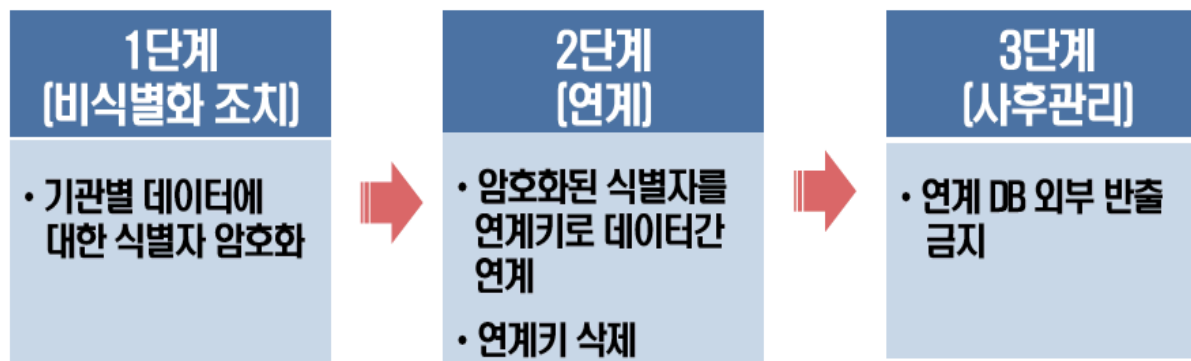 1단계
(비식별화 조치)
• 기관별 데이터에
대한 식별자 암호화
2단계
(연계)
• 암호화된 식별자를
연계키로 데이터간
연계
• 연계키 삭제
3단계
(사후관리)
• 연계 DB 외부 반출
금지